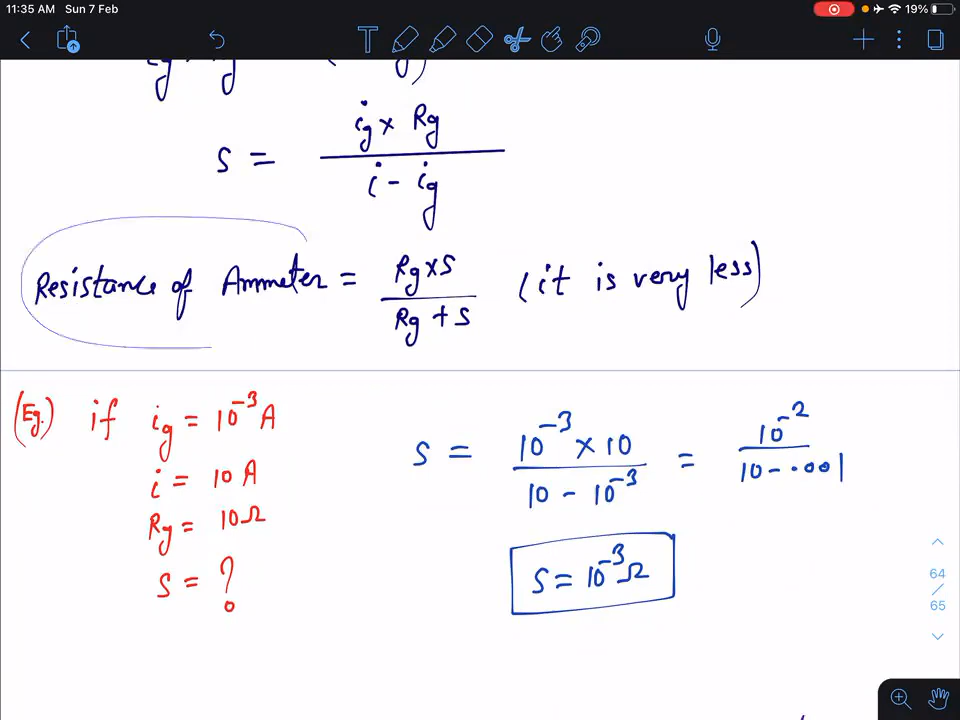 11:35 AM Sun 7 Feb 19%
S = ig × Rg / i - ig
Resistance of Ammeter = Rg×S / Rg + S (it is very less)
(Eg.) if ig = 10⁻³ A
i = 10 A
Rg = 10Ω
S = ?
S = 10⁻³ × 10 / 10 - 10⁻³ = 10⁻² / 10 - .001
S = 10⁻³ Ω
64
/
65